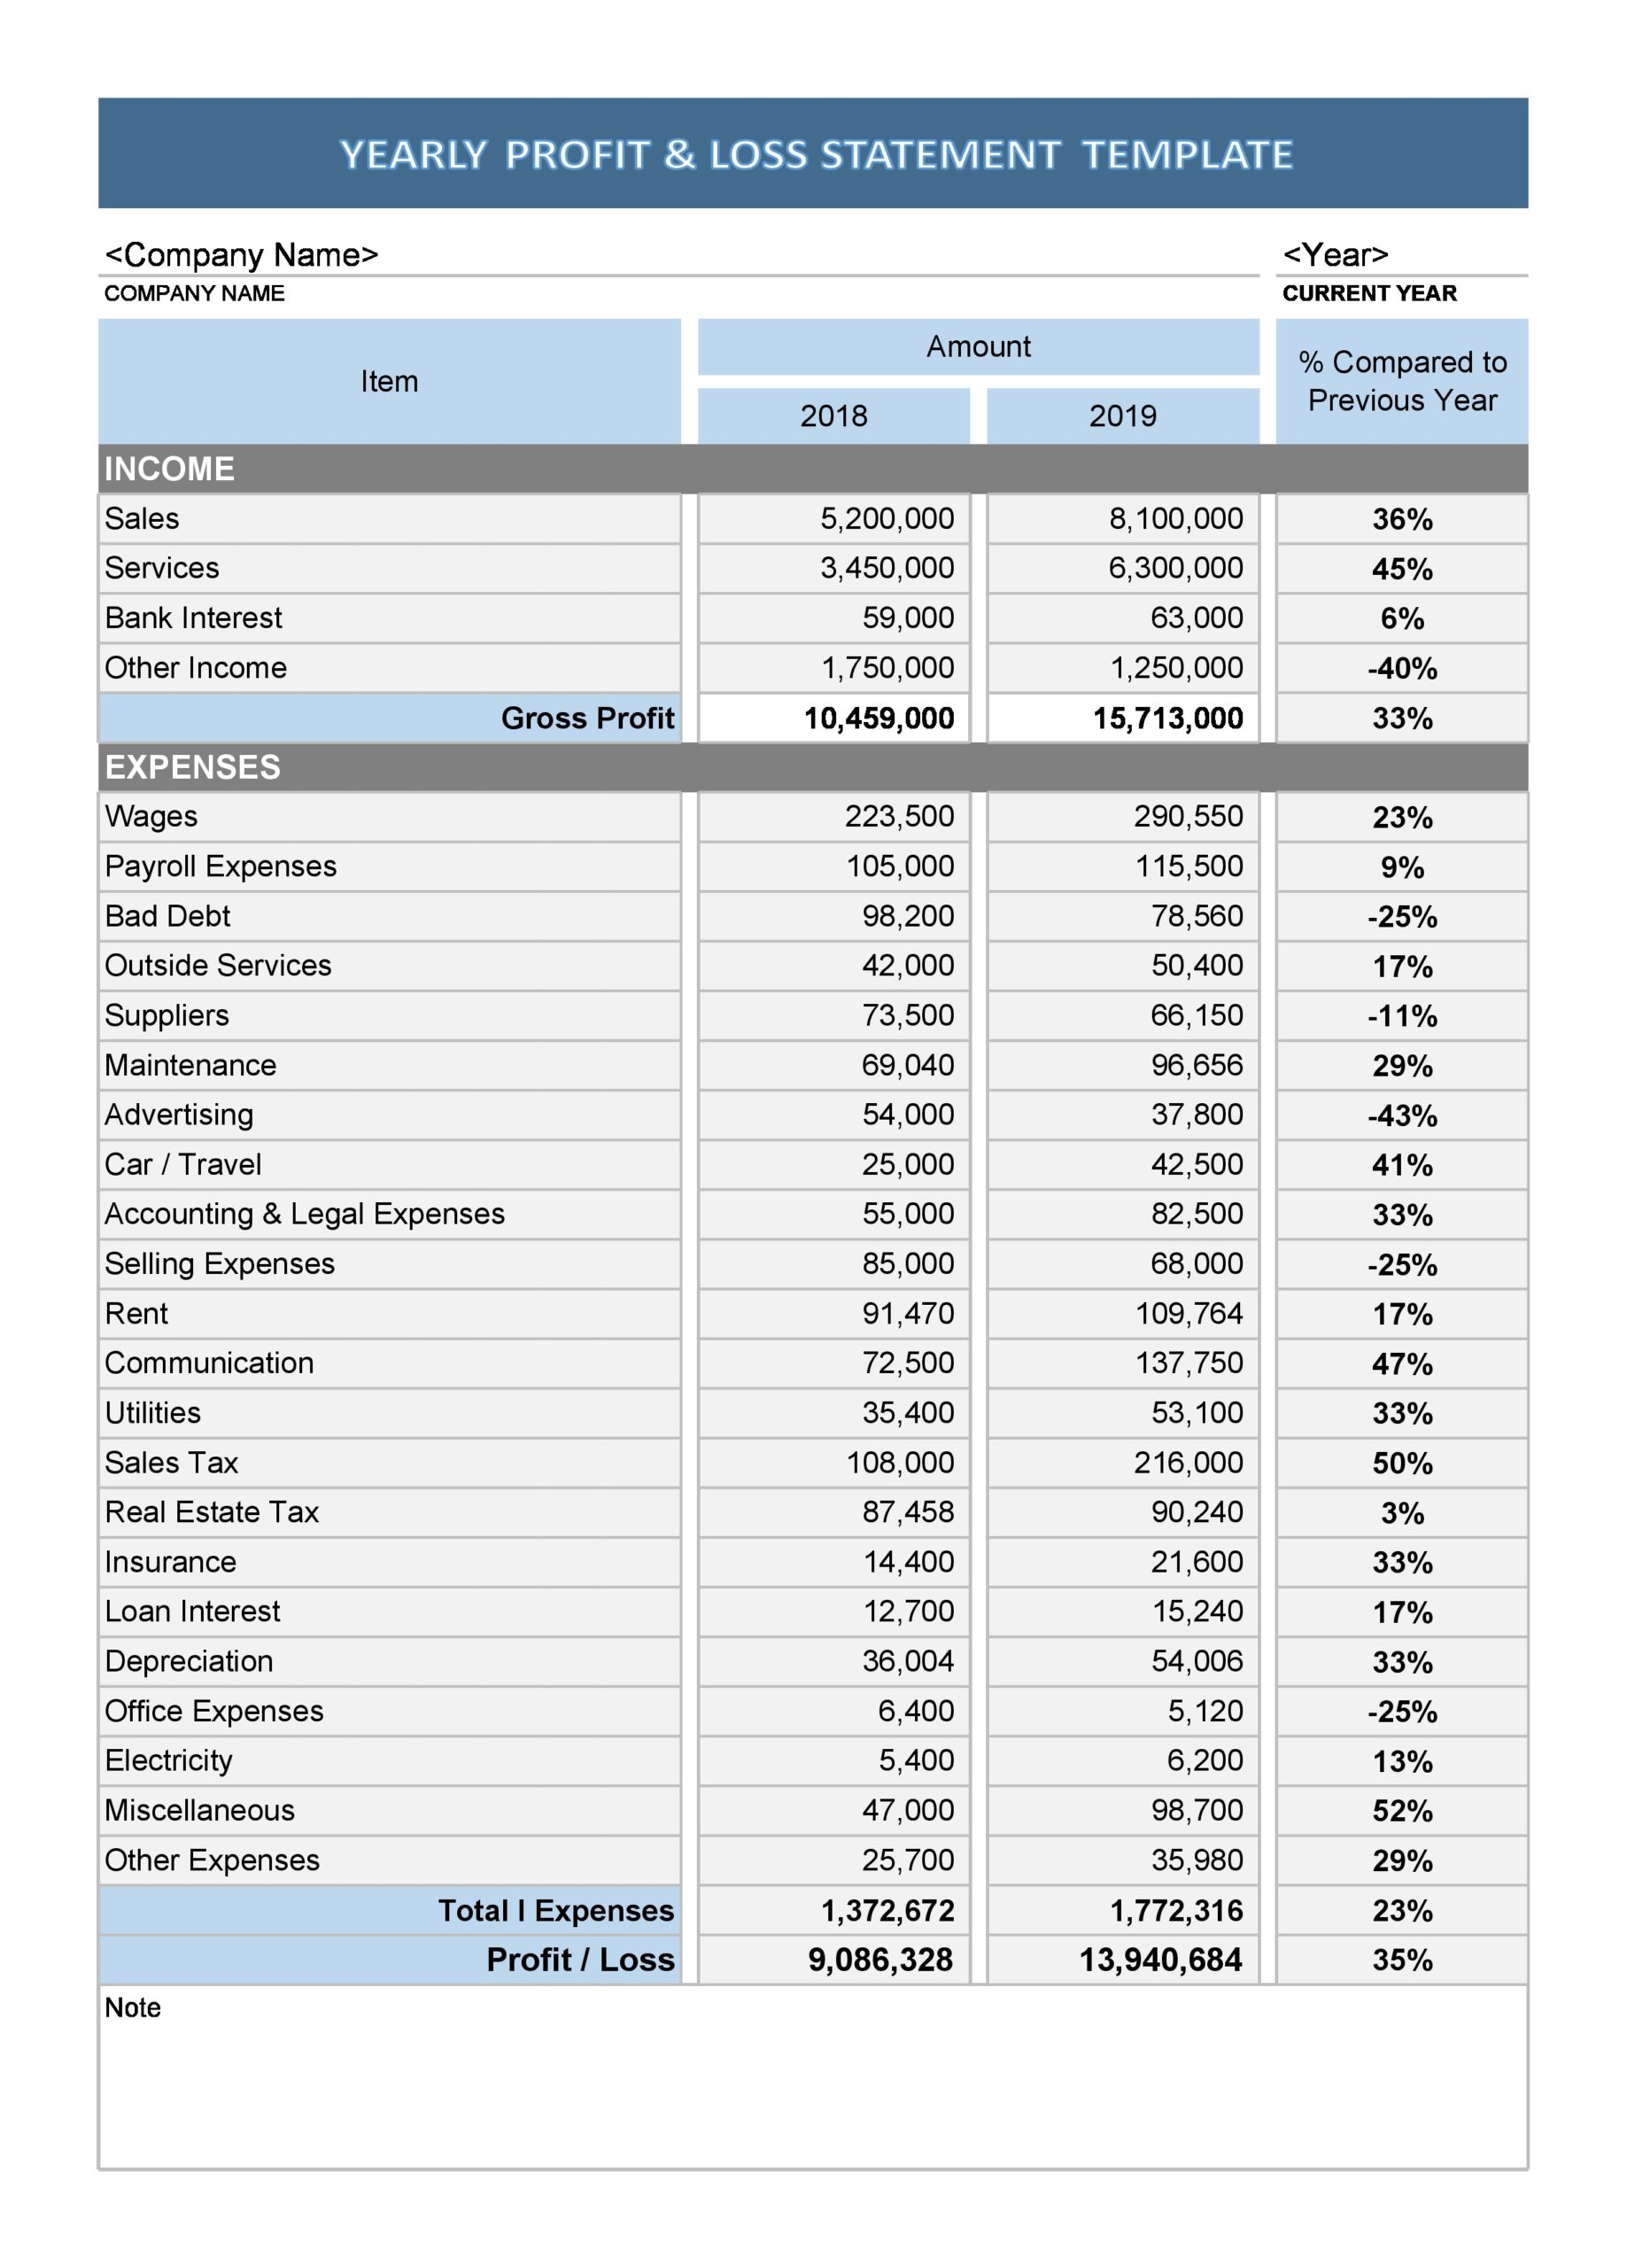 YEARLY PROFIT & LOSS STATEMENT TEMPLATE
<Company Name> <Year>
COMPANY NAME CURRENT YEAR
Item Amount % Compared to Previous Year
2018 2019
INCOME
Sales 5,200,000 8,100,000 36%
Services 3,450,000 6,300,000 45%
Bank Interest 59,000 63,000 6%
Other Income 1,750,000 1,250,000 -40%
Gross Profit 10,459,000 15,713,000 33%
EXPENSES
Wages 223,500 290,550 23%
Payroll Expenses 105,000 115,500 9%
Bad Debt 98,200 78,560 -25%
Outside Services 42,000 50,400 17%
Suppliers 73,500 66,150 -11%
Maintenance 69,040 96,656 29%
Advertising 54,000 37,800 -43%
Car / Travel 25,000 42,500 41%
Accounting & Legal Expenses 55,000 82,500 33%
Selling Expenses 85,000 68,000 -25%
Rent 91,470 109,764 17%
Communication 72,500 137,750 47%
Utilities 35,400 53,100 33%
Sales Tax 108,000 216,000 50%
Real Estate Tax 87,458 90,240 3%
Insurance 14,400 21,600 33%
Loan Interest 12,700 15,240 17%
Depreciation 36,004 54,006 33%
Office Expenses 6,400 5,120 -25%
Electricity 5,400 6,200 13%
Miscellaneous 47,000 98,700 52%
Other Expenses 25,700 35,980 29%
Total l Expenses 1,372,672 1,772,316 23%
Profit / Loss 9,086,328 13,940,684 35%
Note